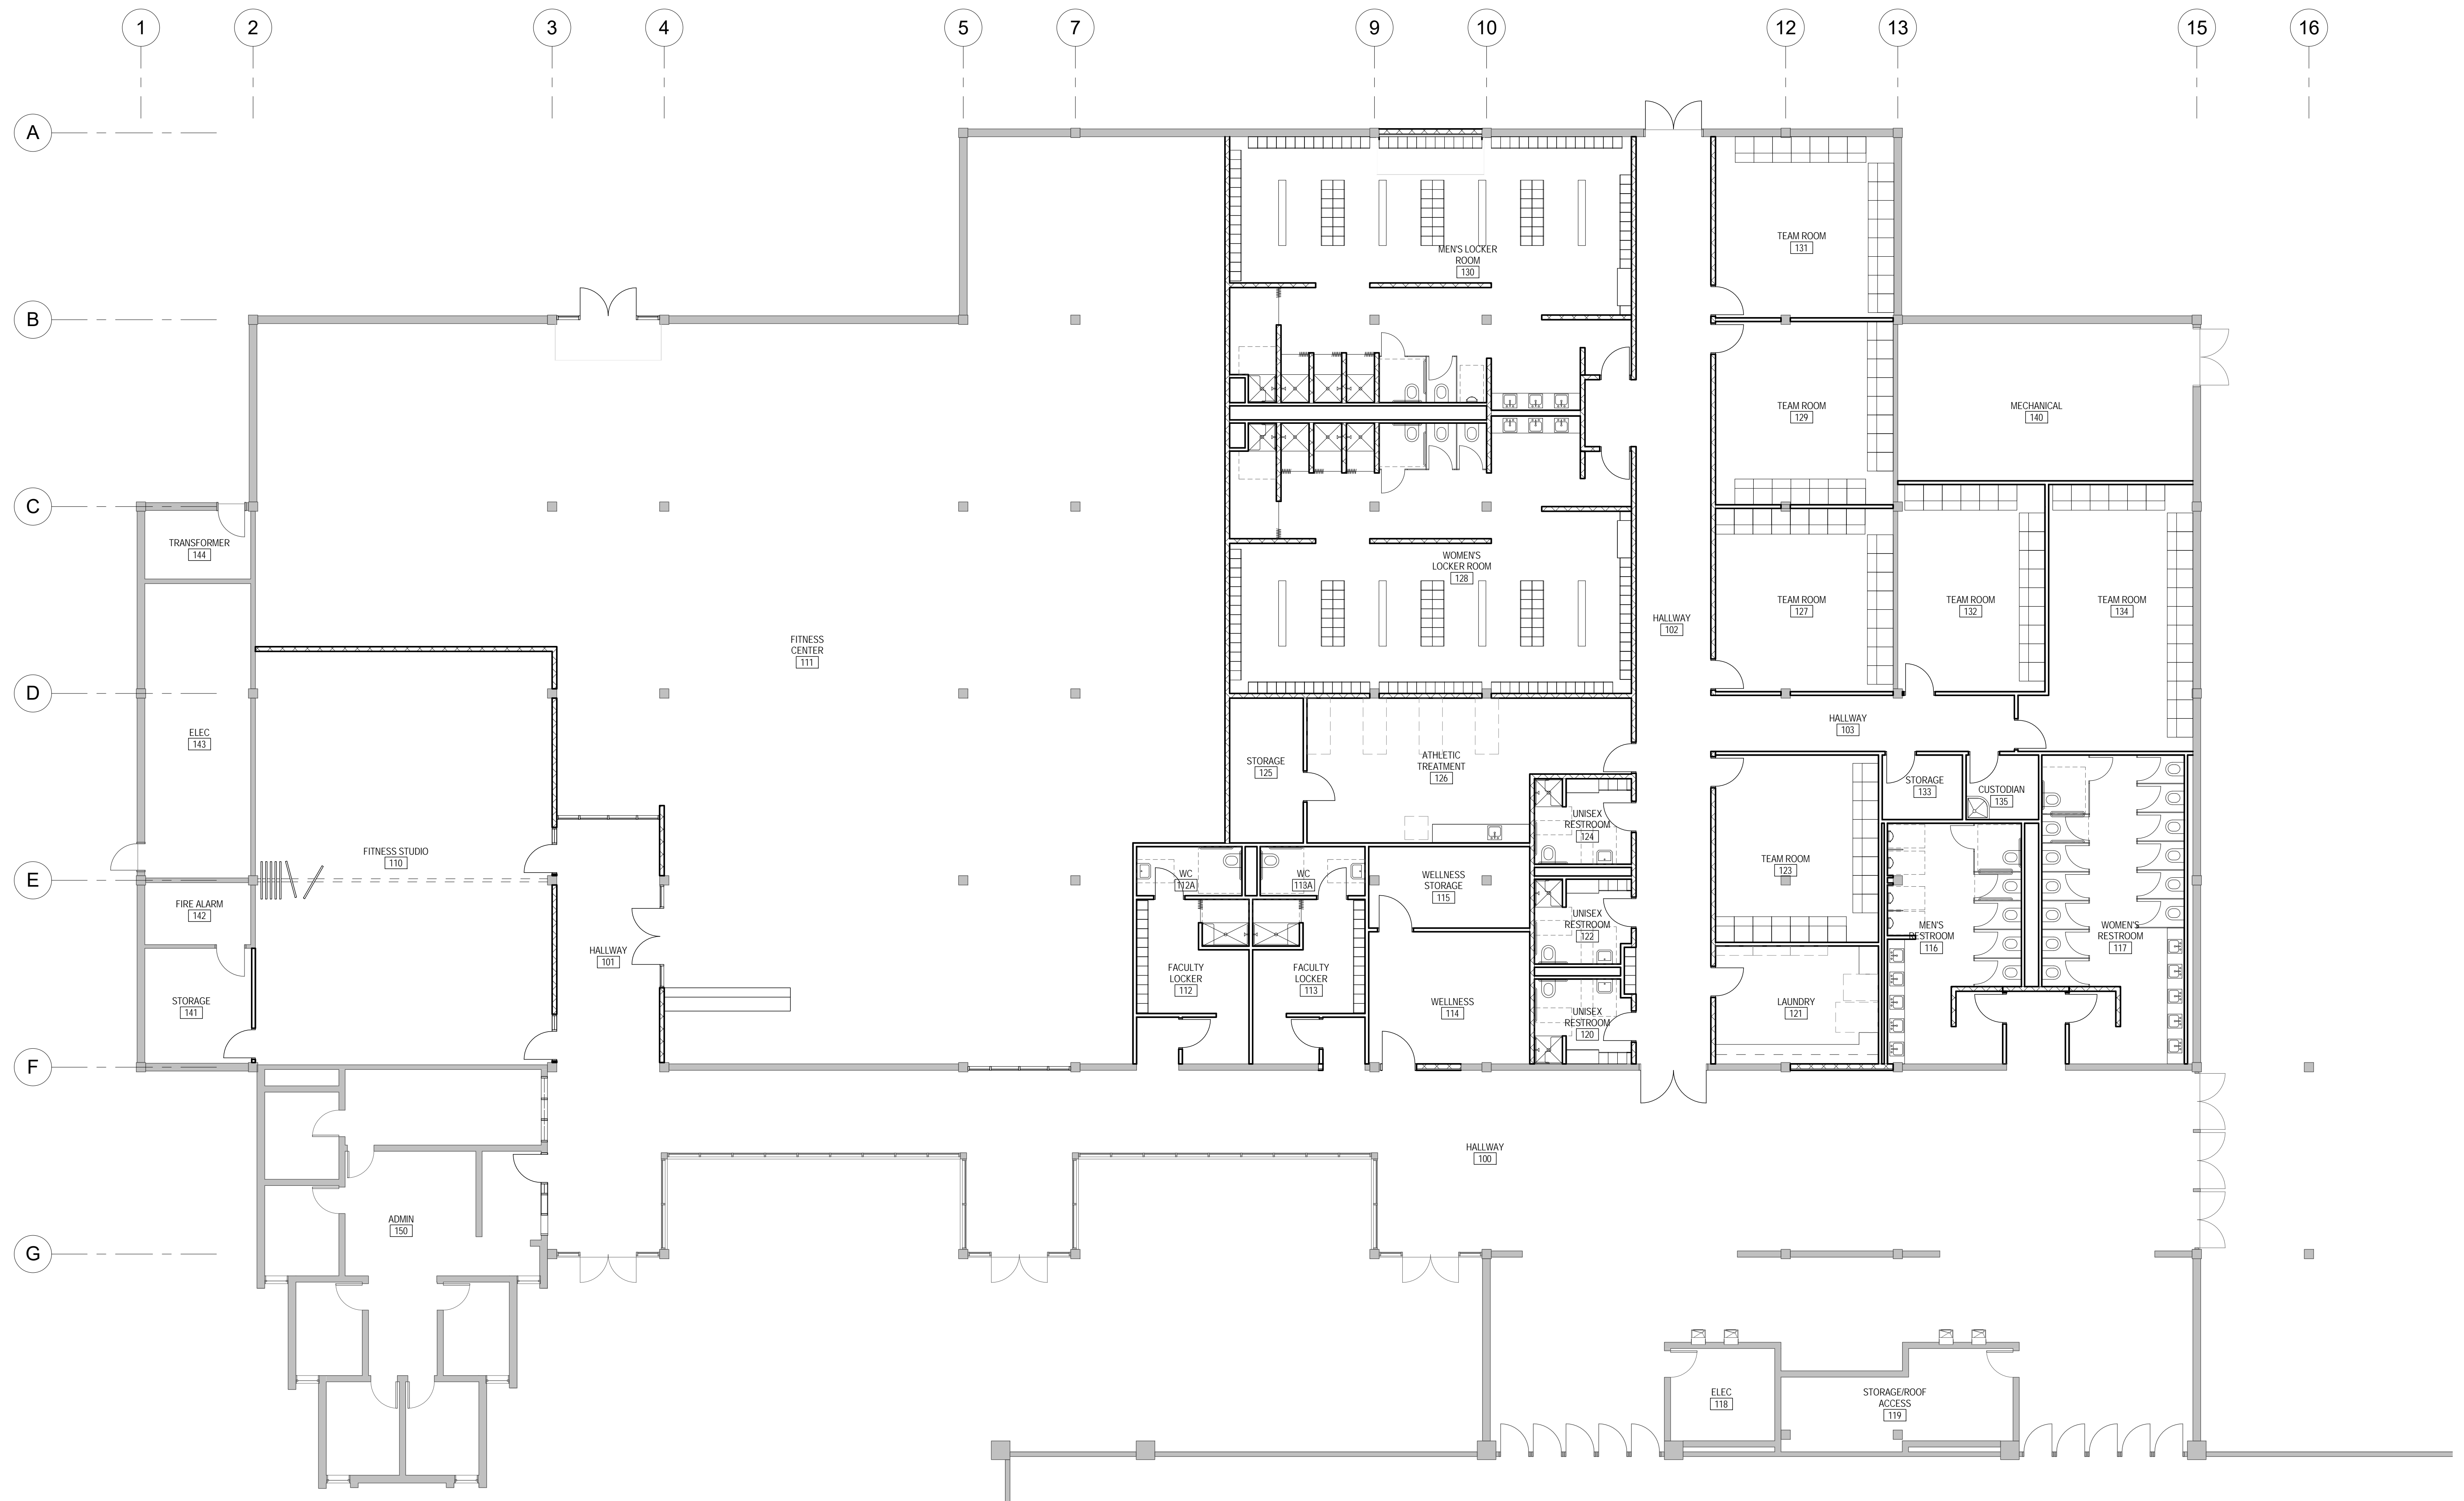 1 2 3 4 5 7 9 10 12 13 15 16
A
B
C
D
E
F
G
MEN'S LOCKER
ROOM
130
TEAM ROOM
131
TEAM ROOM
129
MECHANICAL
140
TRANSFORMER
144
WOMEN'S
LOCKER ROOM
128
TEAM ROOM
127
TEAM ROOM
132
TEAM ROOM
134
HALLWAY
102
FITNESS
CENTER
111
ELEC
143
HALLWAY
103
STORAGE
125
ATHLETIC
TREATMENT
126
STORAGE
133
CUSTODIAN
135
UNISEX
RESTROOM
124
FITNESS STUDIO
110
TEAM ROOM
123
WC
112A
WC
113A
WELLNESS
STORAGE
115
FIRE ALARM
142
UNISEX
RESTROOM
122
MEN'S
RESTROOM
116
WOMEN'S
RESTROOM
117
HALLWAY
101
FACULTY
LOCKER
112
FACULTY
LOCKER
113
STORAGE
141
WELLNESS
114
UNISEX
RESTROOM
120
LAUNDRY
121
HALLWAY
100
ADMIN
150
ELEC
118
STORAGE/ROOF
ACCESS
119